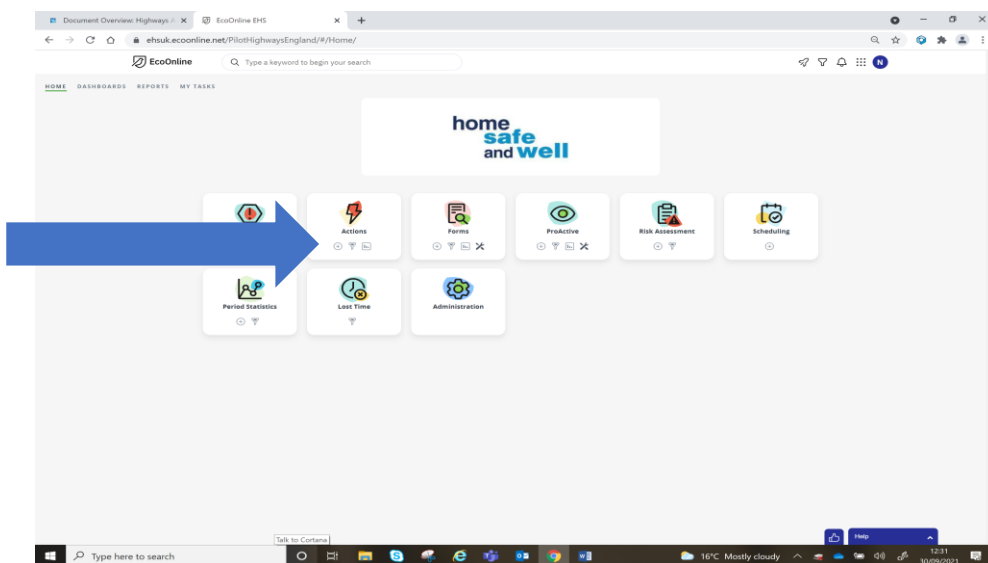 Document Overview: Highways A
EcoOnline EHS
ehsuk.ecoonline.net/PilotHighwaysEngland/#/Home/
EcoOnline
Type a keyword to begin your search
N
HOME DASHBOARDS REPORTS MY TASKS
home
safe
and well
Actions
Forms
ProActive
Risk Assessment
Scheduling
Period Statistics
Lost Time
Administration
Talk to Cortana
Help
Type here to search
16°C Mostly cloudy
12:31
30/09/2021